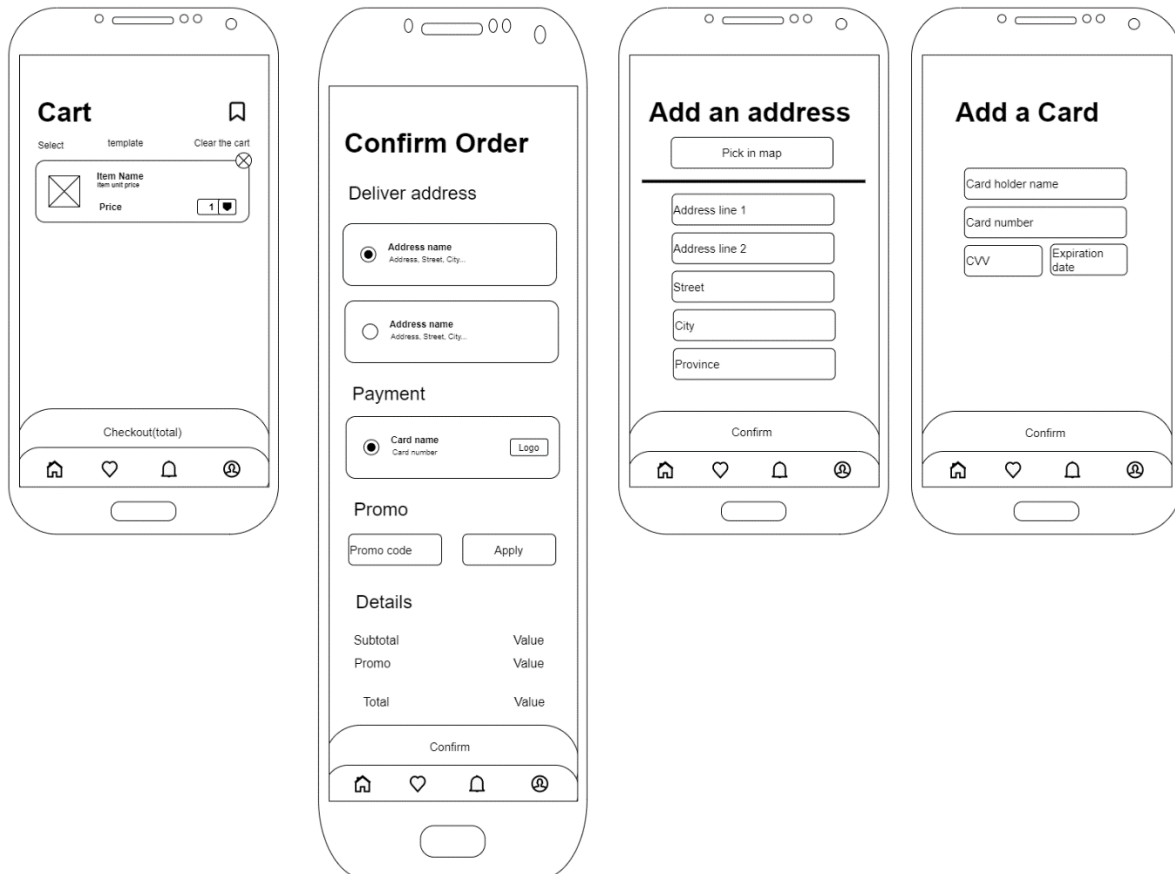 Cart
Select template Clear the cart
Item Name
Item unit price
Price 1
Checkout(total)
Confirm Order
Deliver address
Address name
Address, Street, City...
Address name
Address, Street, City...
Payment
Card name
Card number Logo
Promo
Promo code Apply
Details
Subtotal Value
Promo Value
Total Value
Confirm
Add an address
Pick in map
Address line 1
Address line 2
Street
City
Province
Confirm
Add a Card
Card holder name
Card number
CVV Expiration
date
Confirm